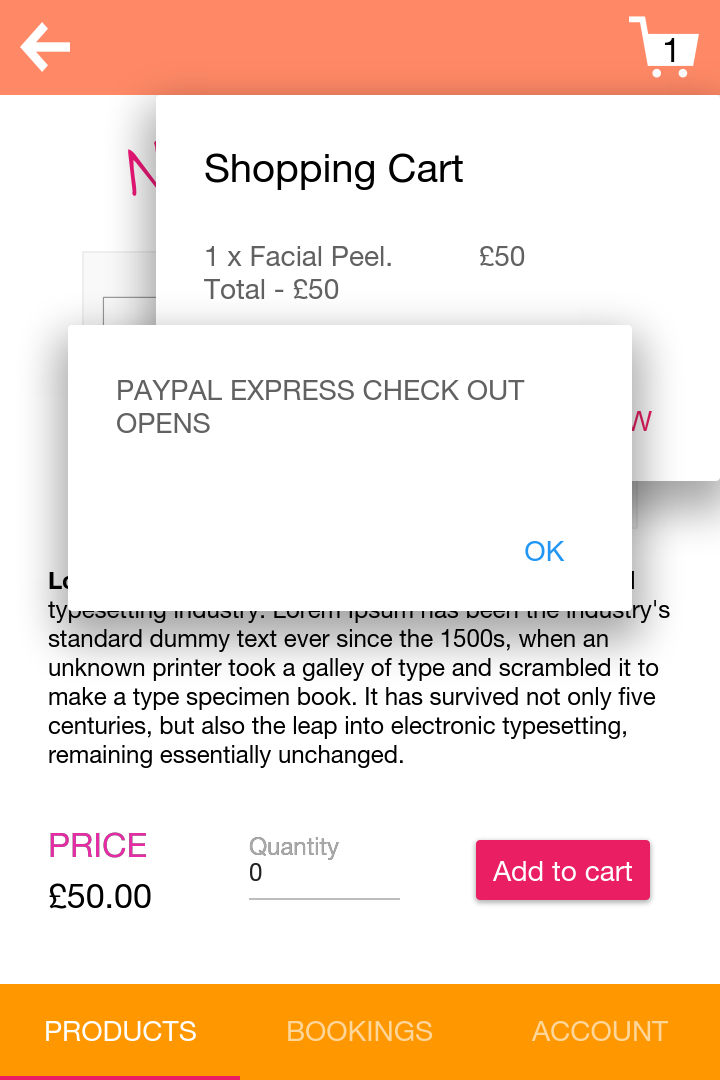 1
Shopping Cart
1 x Facial Peel. £50
Total - £50
PAYPAL EXPRESS CHECK OUT
OPENS
OK
typesetting industry. Lorem Ipsum has been the industry's
standard dummy text ever since the 1500s, when an
unknown printer took a galley of type and scrambled it to
make a type specimen book. It has survived not only five
centuries, but also the leap into electronic typesetting,
remaining essentially unchanged.
PRICE
£50.00
Quantity
0
Add to cart
PRODUCTS BOOKINGS ACCOUNT